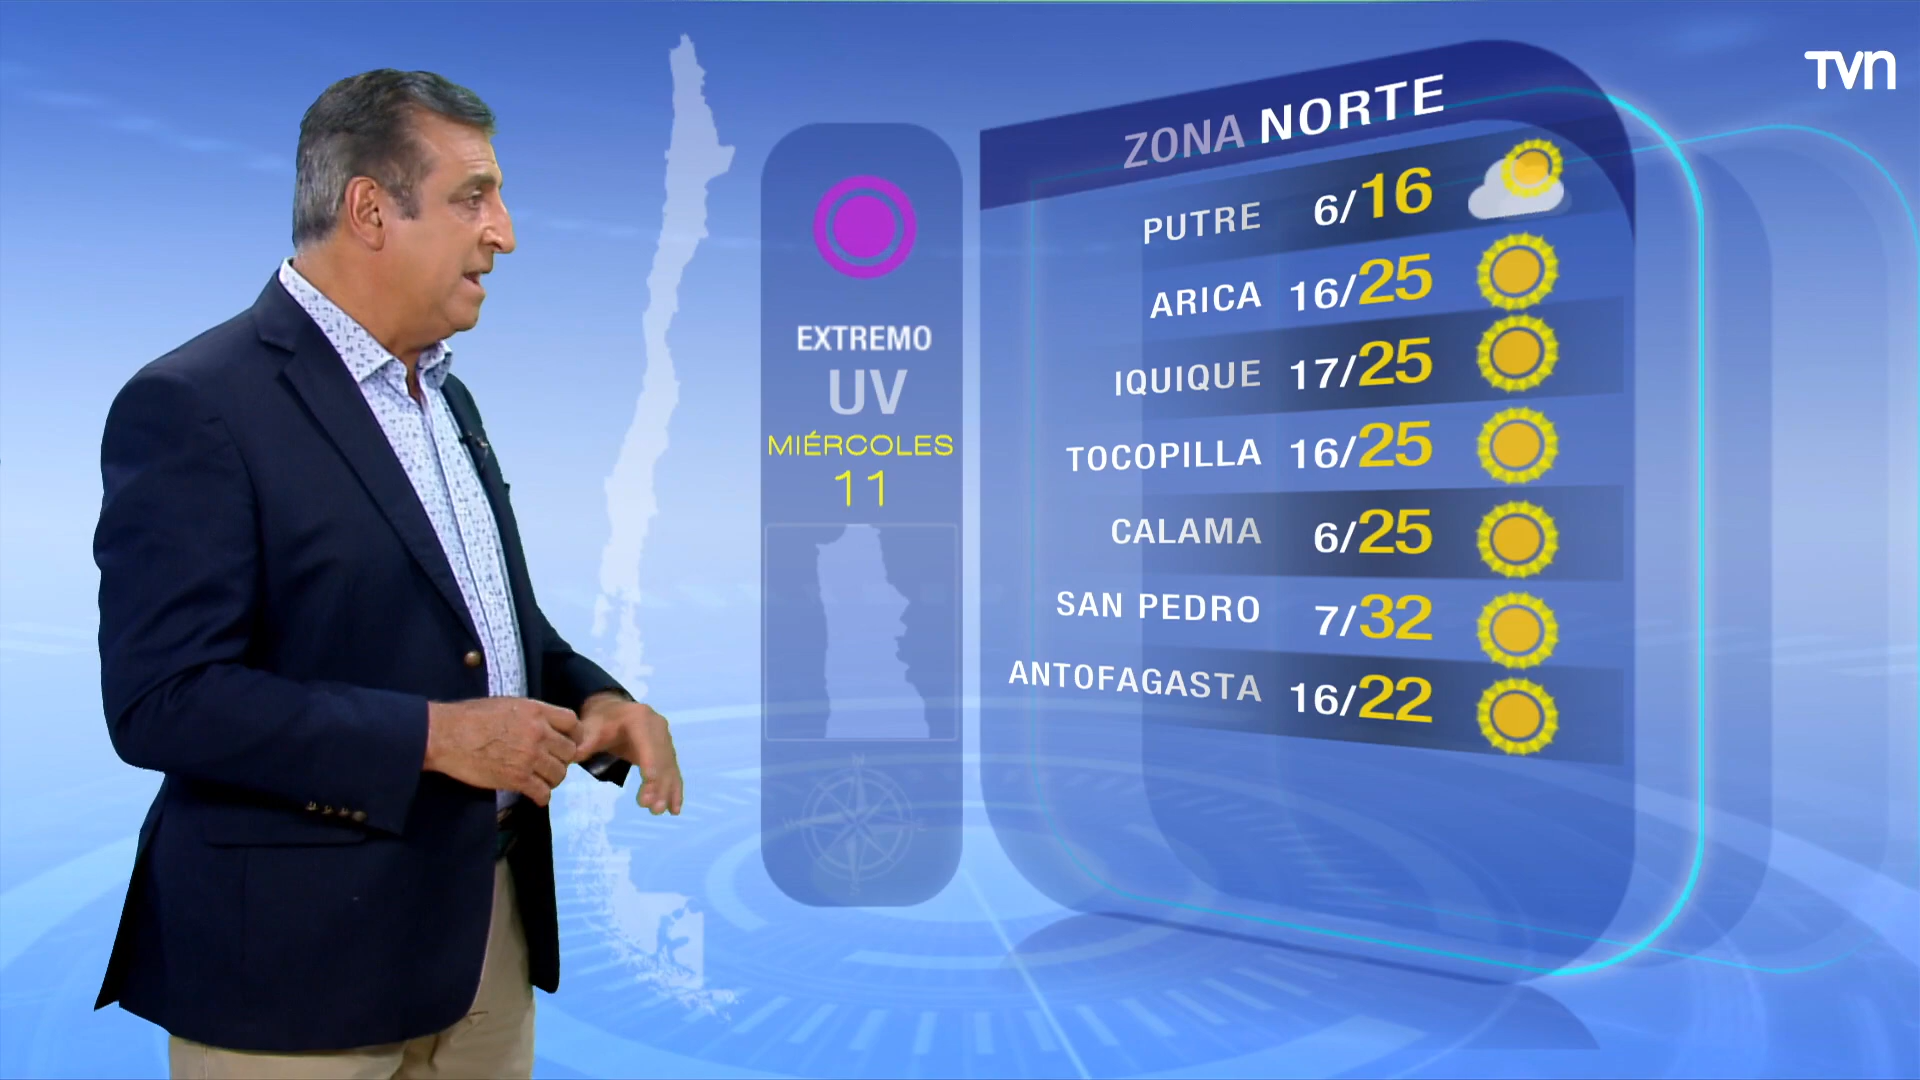 TVN
EXTREMO
UV
MIÉRCOLES
11
N
S
ZONA NORTE
PUTRE 6/16
ARICA 16/25
IQUIQUE 17/25
TOCOPILLA 16/25
CALAMA 6/25
SAN PEDRO 7/32
ANTOFAGASTA 16/22